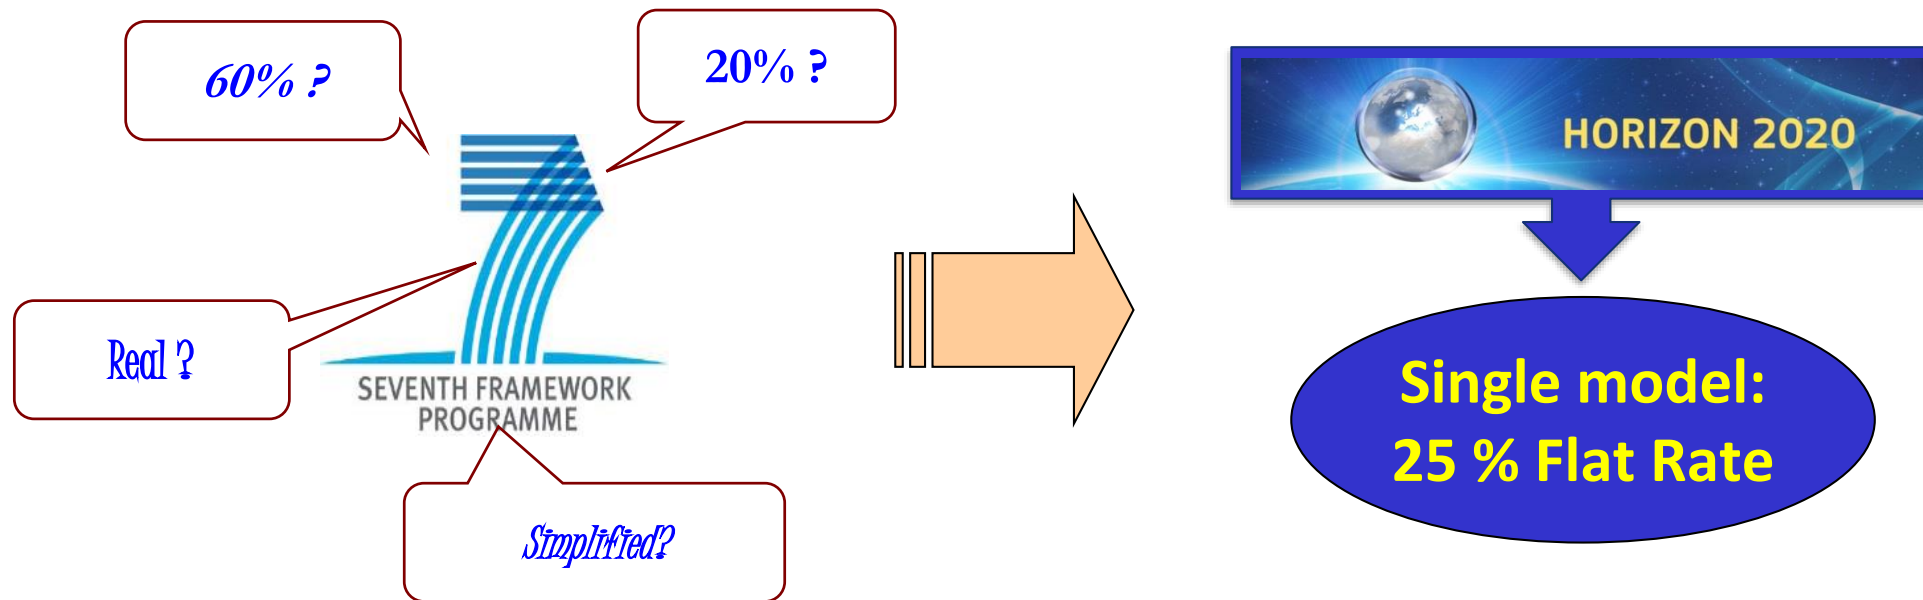 60% ?
20% ?
Real ?
SEVENTH FRAMEWORK
PROGRAMME
Simplified?
HORIZON 2020
Single model:
25 % Flat Rate